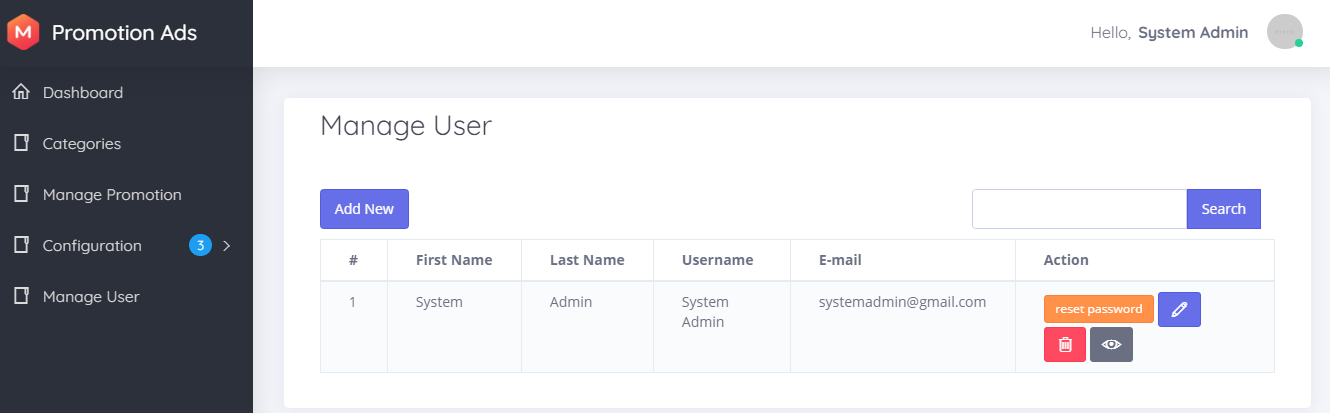 M Promotion Ads
Hello, System Admin
Dashboard
Categories
Manage Promotion
Configuration 3
Manage User
Manage User
Add New
Search
# First Name Last Name Username E-mail Action
1 System Admin System Admin systemadmin@gmail.com reset password